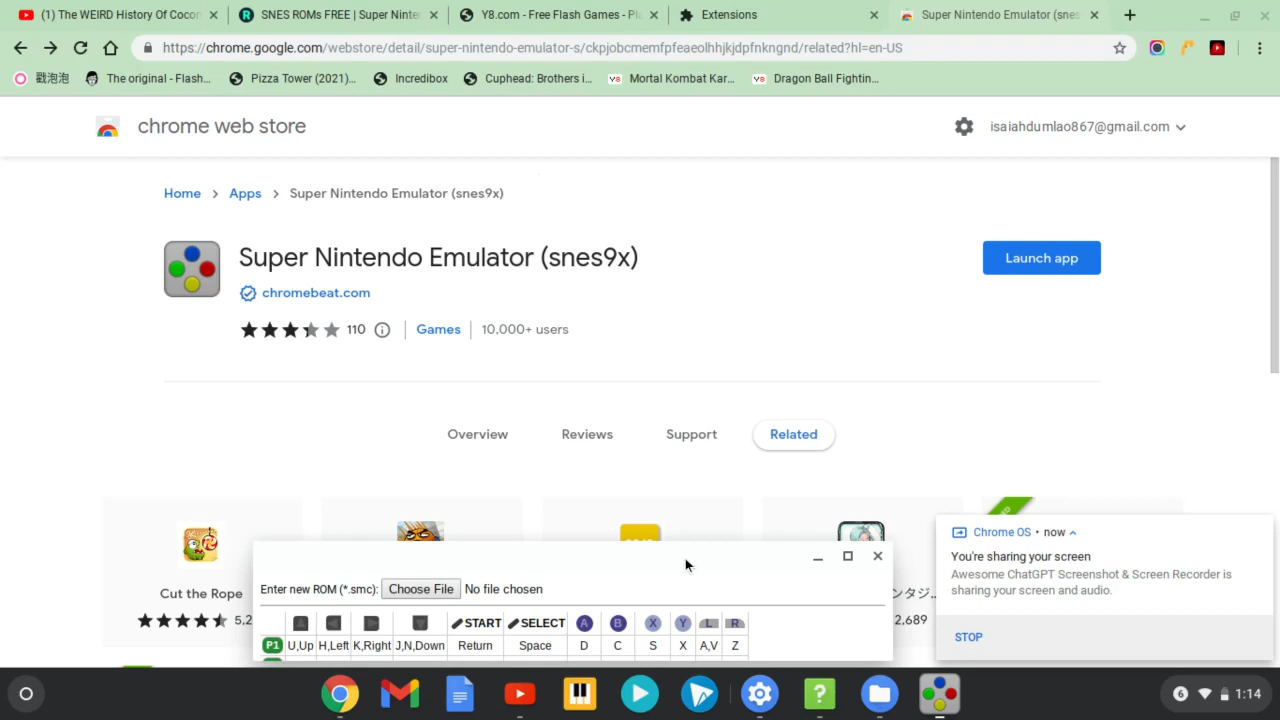 (1) The WEIRD History Of Cocon
SNES ROMs FREE | Super Ninte
Y8.com - Free Flash Games - Pl
Extensions
Super Nintendo Emulator (snes
https://chrome.google.com/webstore/detail/super-nintendo-emulator-s/ckpjobcmemfpfeaeolhhjkjdpfnkngnd/related?hl=en-US
戳泡泡
The original - Flash...
Pizza Tower (2021)...
Incredibox
Cuphead: Brothers i...
Y8
Mortal Kombat Kar...
Y8
Dragon Ball Fightin...
chrome web store
isaiahdumlao867@gmail.com
Home > Apps > Super Nintendo Emulator (snes9x)
Super Nintendo Emulator (snes9x)
Launch app
chromebeat.com
110
Games
10,000+ users
Overview
Reviews
Support
Related
Chrome OS • now
You're sharing your screen
Awesome ChatGPT Screenshot & Screen Recorder is
sharing your screen and audio.
STOP
Enter new ROM (*.smc): Choose File No file chosen
Cut the Rope
ンタジ
5,2
2,689
START SELECT A B X Y L R
P1 U,Up H,Left K,Right J,N,Down Return Space D C S X A,V Z
6
1:14